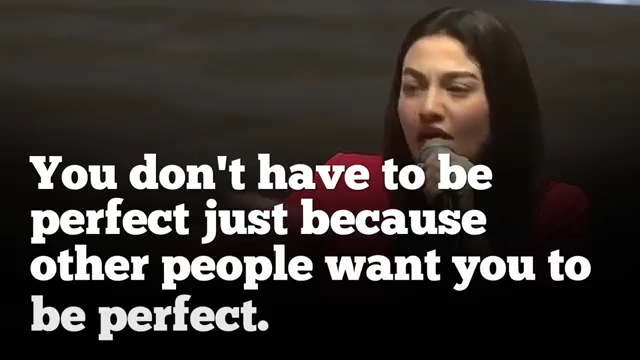 You don't have to be
perfect just because
other people want you to
be perfect.